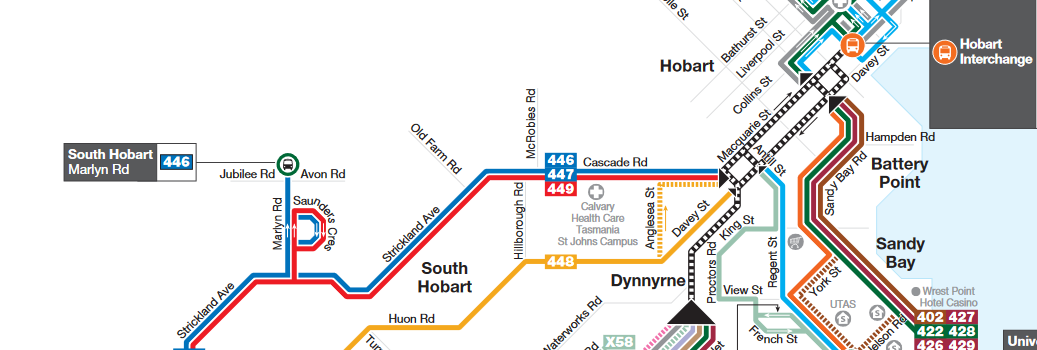 Bathurst St
Liverpool St
Hobart
Hobart
Interchange
Davey St
Collins St
Macquarie St
McRobies Rd
Old Farm Rd
Hampden Rd
South Hobart
Marlyn Rd
446
Jubilee Rd
Avon Rd
446
447
449
Cascade Rd
Antill St
Battery
Point
Sandy Bay Rd
Calvary
Health Care
Tasmania
St Johns Campus
Hillborough Rd
Anglesea St
Davey St
King St
Marlyn Rd
Saunders Cres
Strickland Ave
South
Hobart
448
Dynnyrne
Proctors Rd
Regent St
Sandy
Bay
Strickland Ave
View St
York St
Wrest Point
Hotel Casino
UTAS
402 427
422 428
426 429
Huon Rd
Waterworks Rd
X58
Rd
French St
Nelson Rd